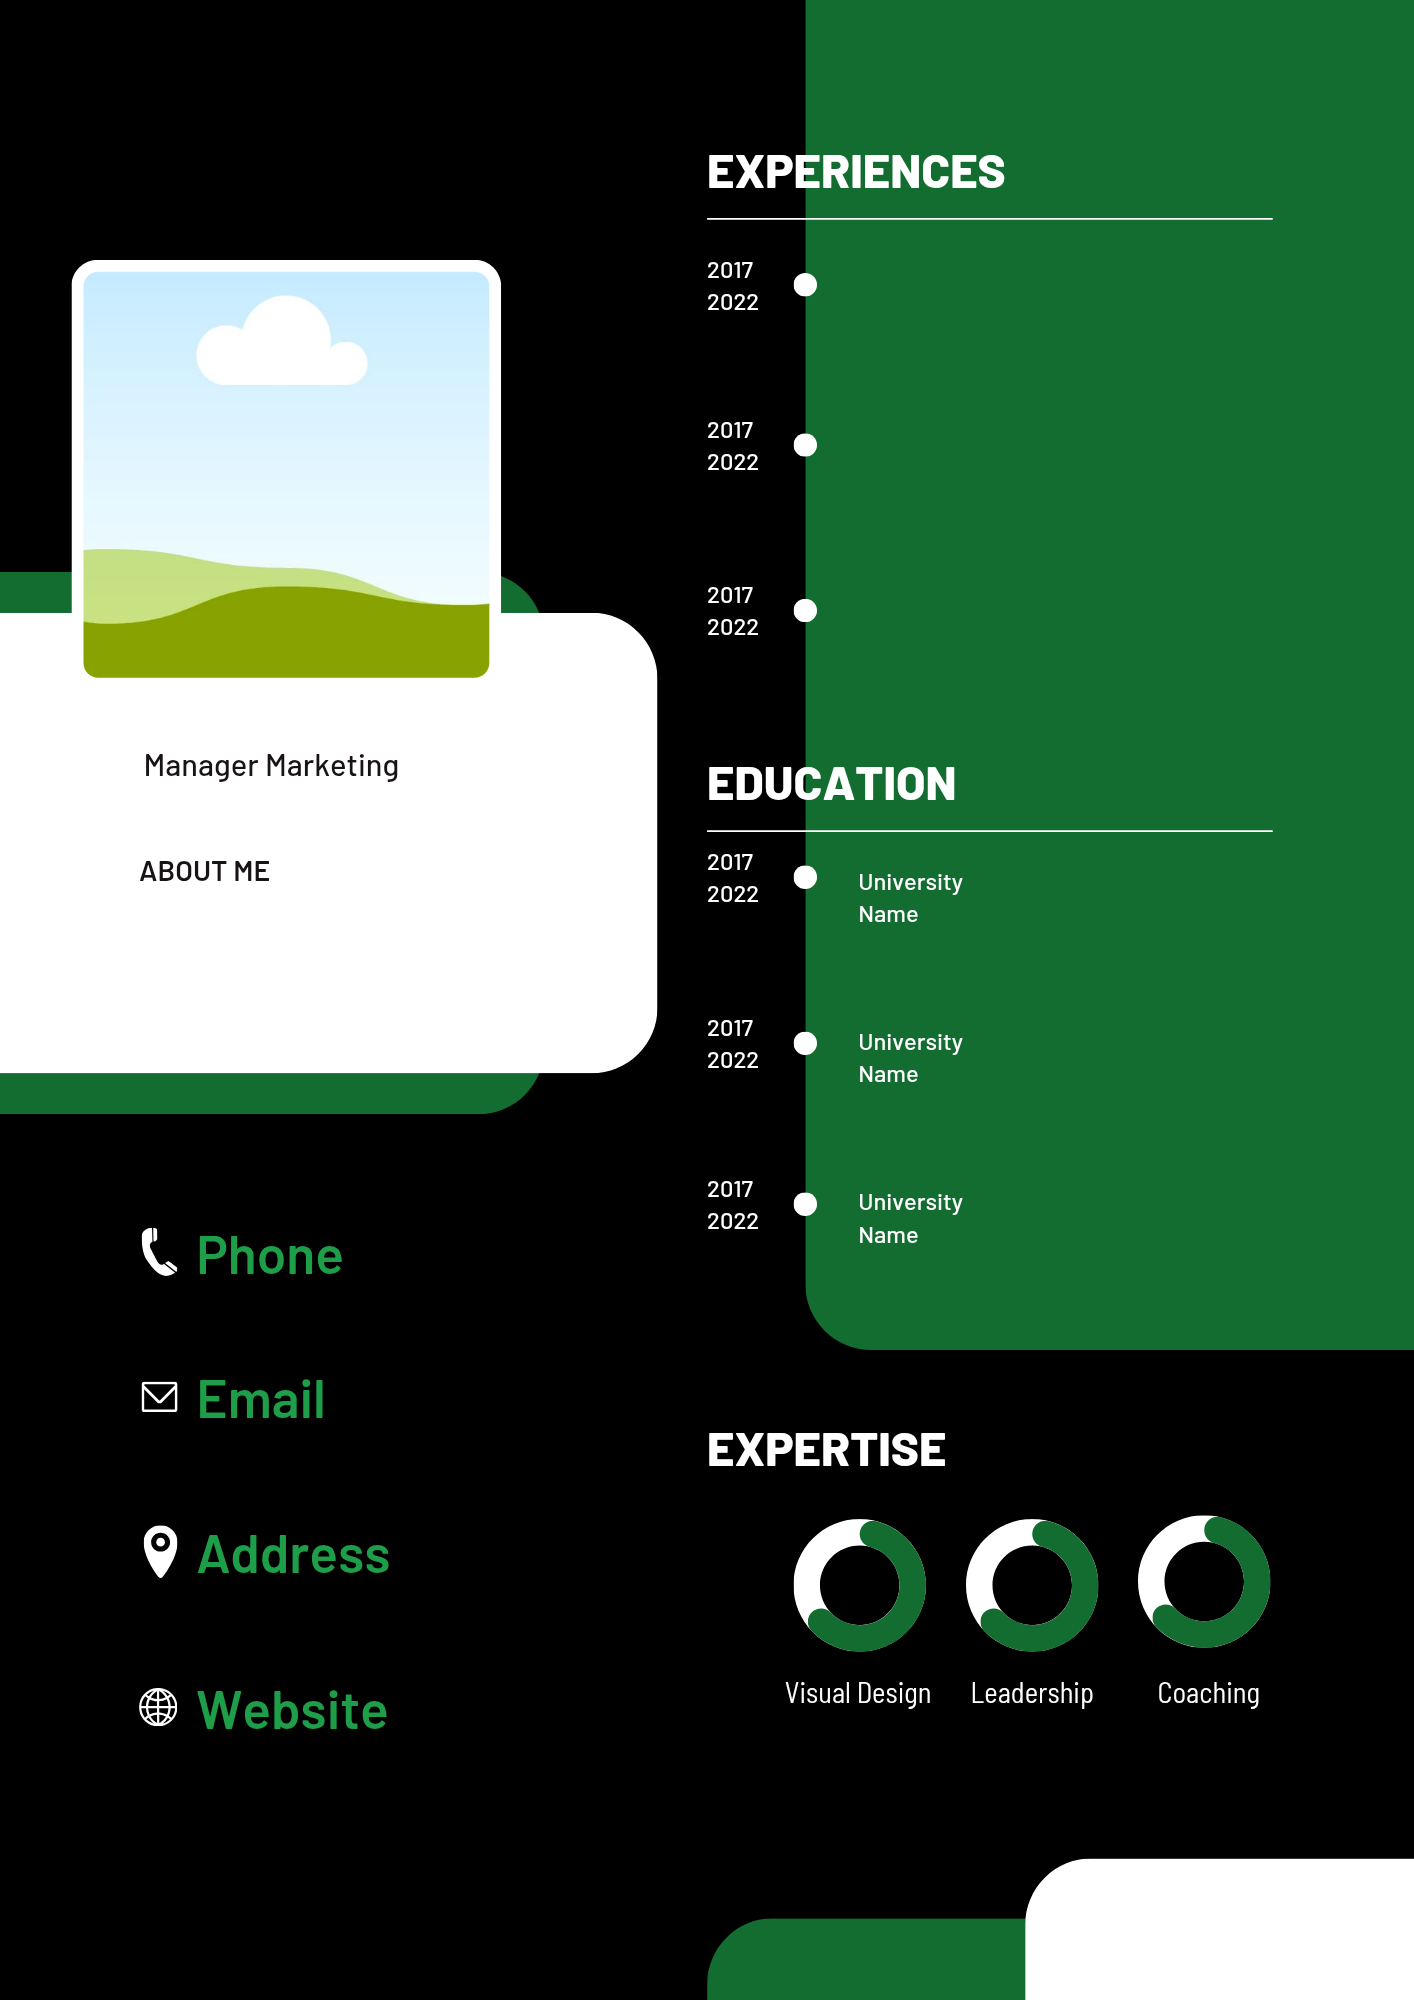 Manager Marketing
ABOUT ME
Phone
Email
Address
Website
EXPERIENCES
2017
2022
2017
2022
2017
2022
EDUCATION
2017
2022
University
Name
2017
2022
University
Name
2017
2022
University
Name
EXPERTISE
Visual Design
Leadership
Coaching